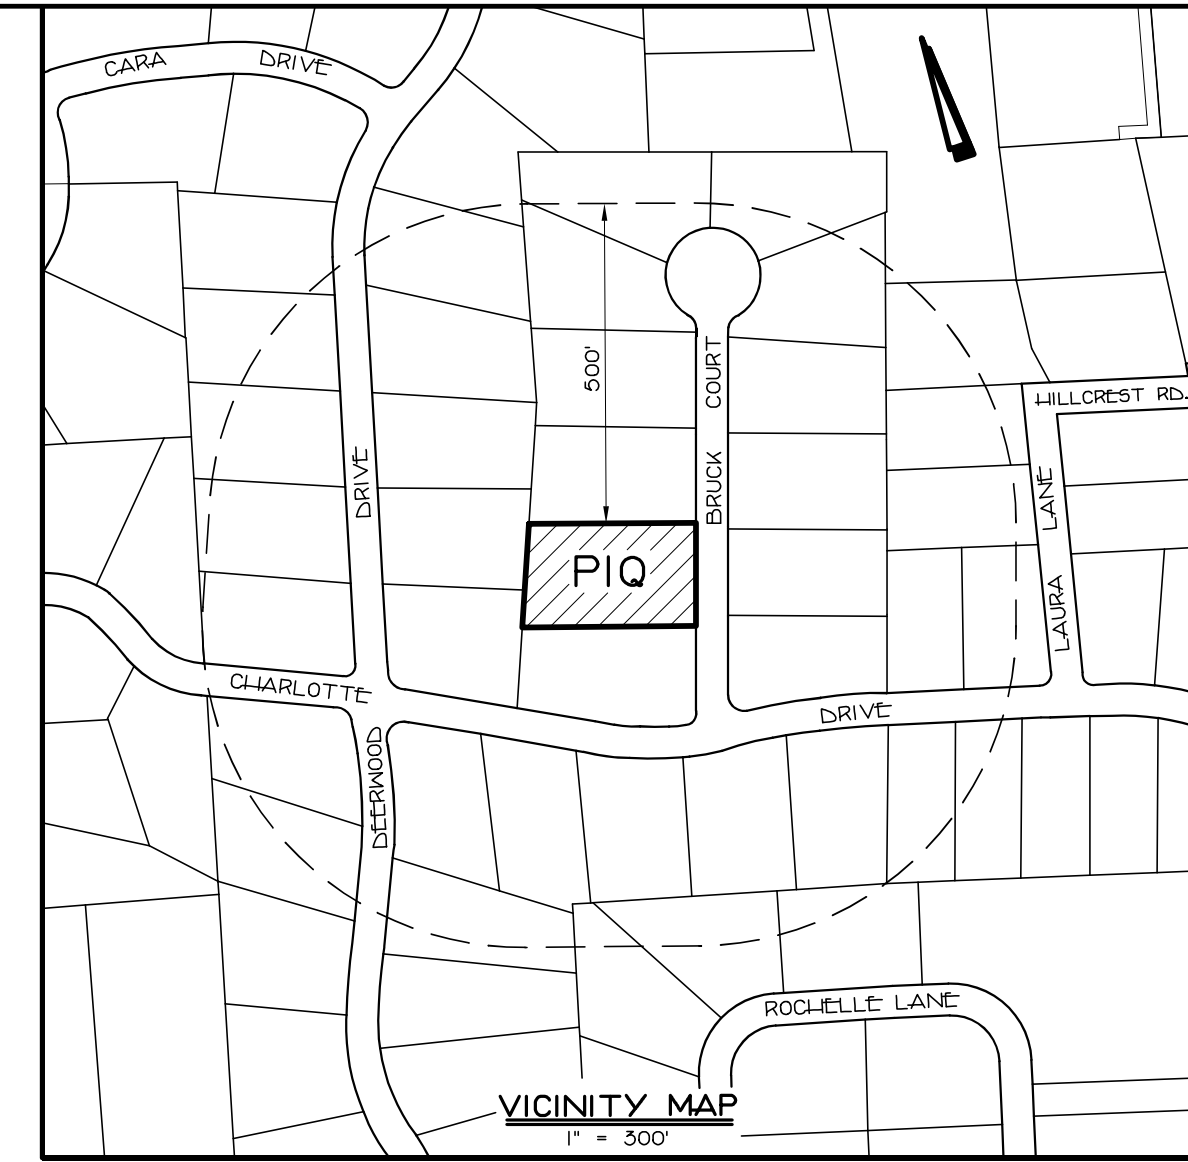 CARA DRIVE
500'
COURT
BRUCK
HILLCREST RD.
DRIVE
LANE
LAURA
PIQ
CHARLOTTE
DRIVE
DEERWOOD
ROCHELLE LANE
VICINITY MAP
1" = 300'